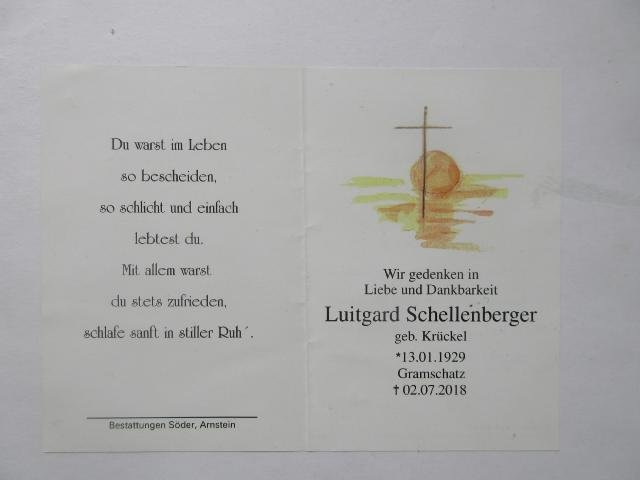 Du warst im Leben
so bescheiden,
so schlicht und einfach
lebtest du.
Mit allem warst
du stets zufrieden,
schlafe sanft in stiller Ruh´.
Bestattungen Söder, Arnstein
Wir gedenken in
Liebe und Dankbarkeit
Luitgard Schellenberger
geb. Krückel
*13.01.1929
Gramschatz
† 02.07.2018